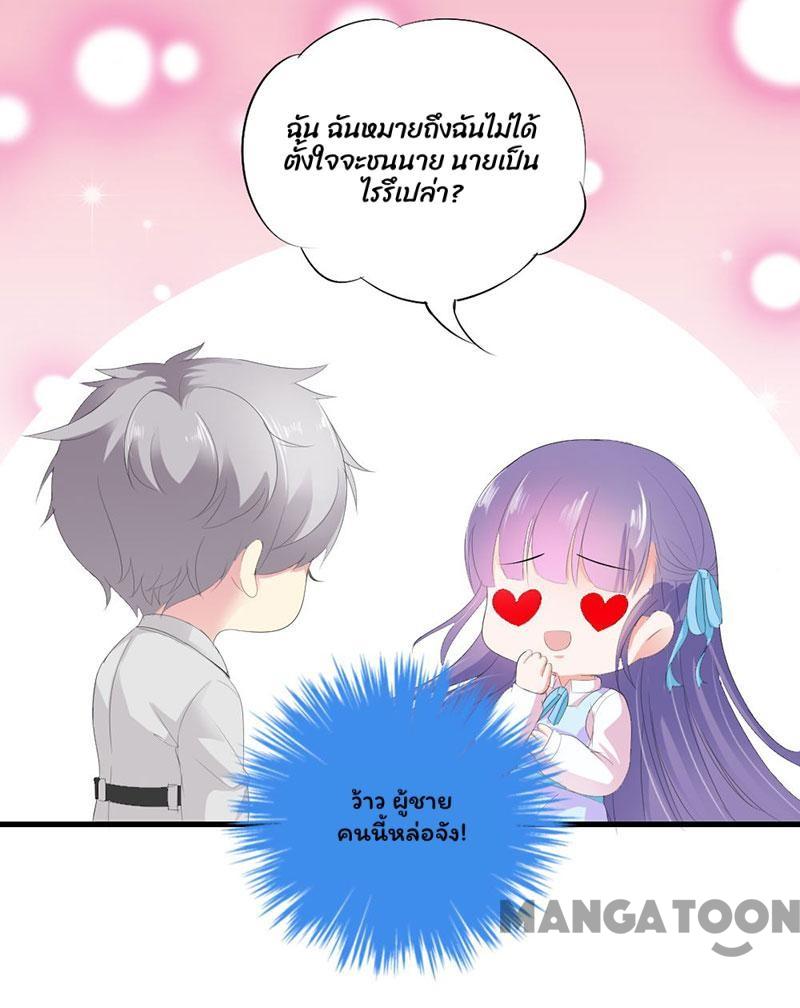 ฉัน ฉันหมายถึงฉันไม่ได้
ตั้งใจจะชนนาย นายเป็น
ไรรึเปล่า?
ว้าว ผู้ชาย
คนนี้หล่อจัง!
MANGATOON